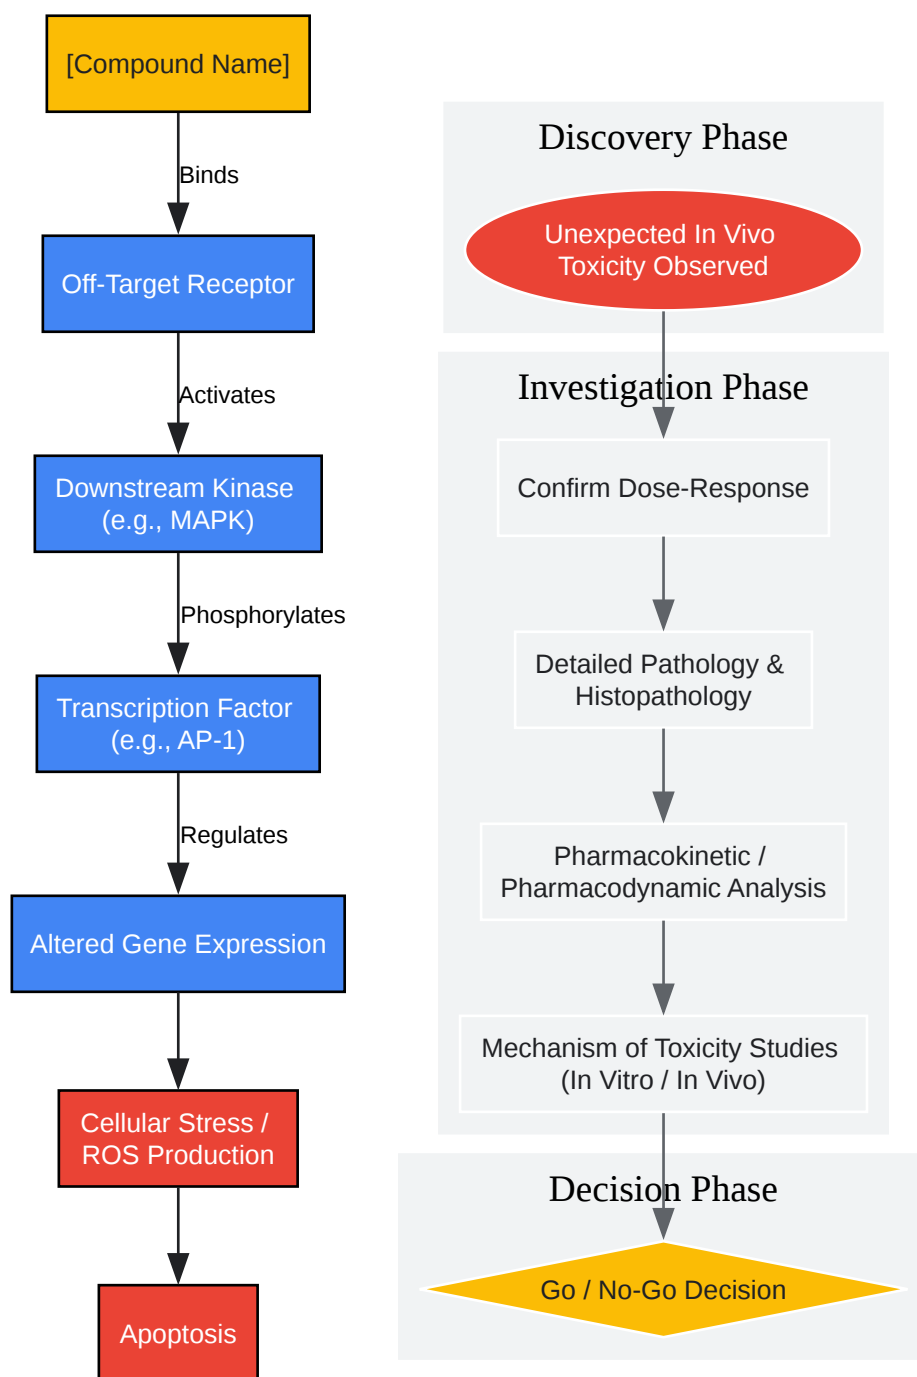 [Compound Name]
Binds
Off-Target Receptor
Activates
Downstream Kinase
(e.g., MAPK)
Phosphorylates
Transcription Factor
(e.g., AP-1)
Regulates
Altered Gene Expression
Cellular Stress /
ROS Production
Apoptosis
Discovery Phase
Unexpected In Vivo
Toxicity Observed
Investigation Phase
Confirm Dose-Response
Detailed Pathology &
Histopathology
Pharmacokinetic /
Pharmacodynamic Analysis
Mechanism of Toxicity Studies
(In Vitro / In Vivo)
Decision Phase
Go / No-Go Decision